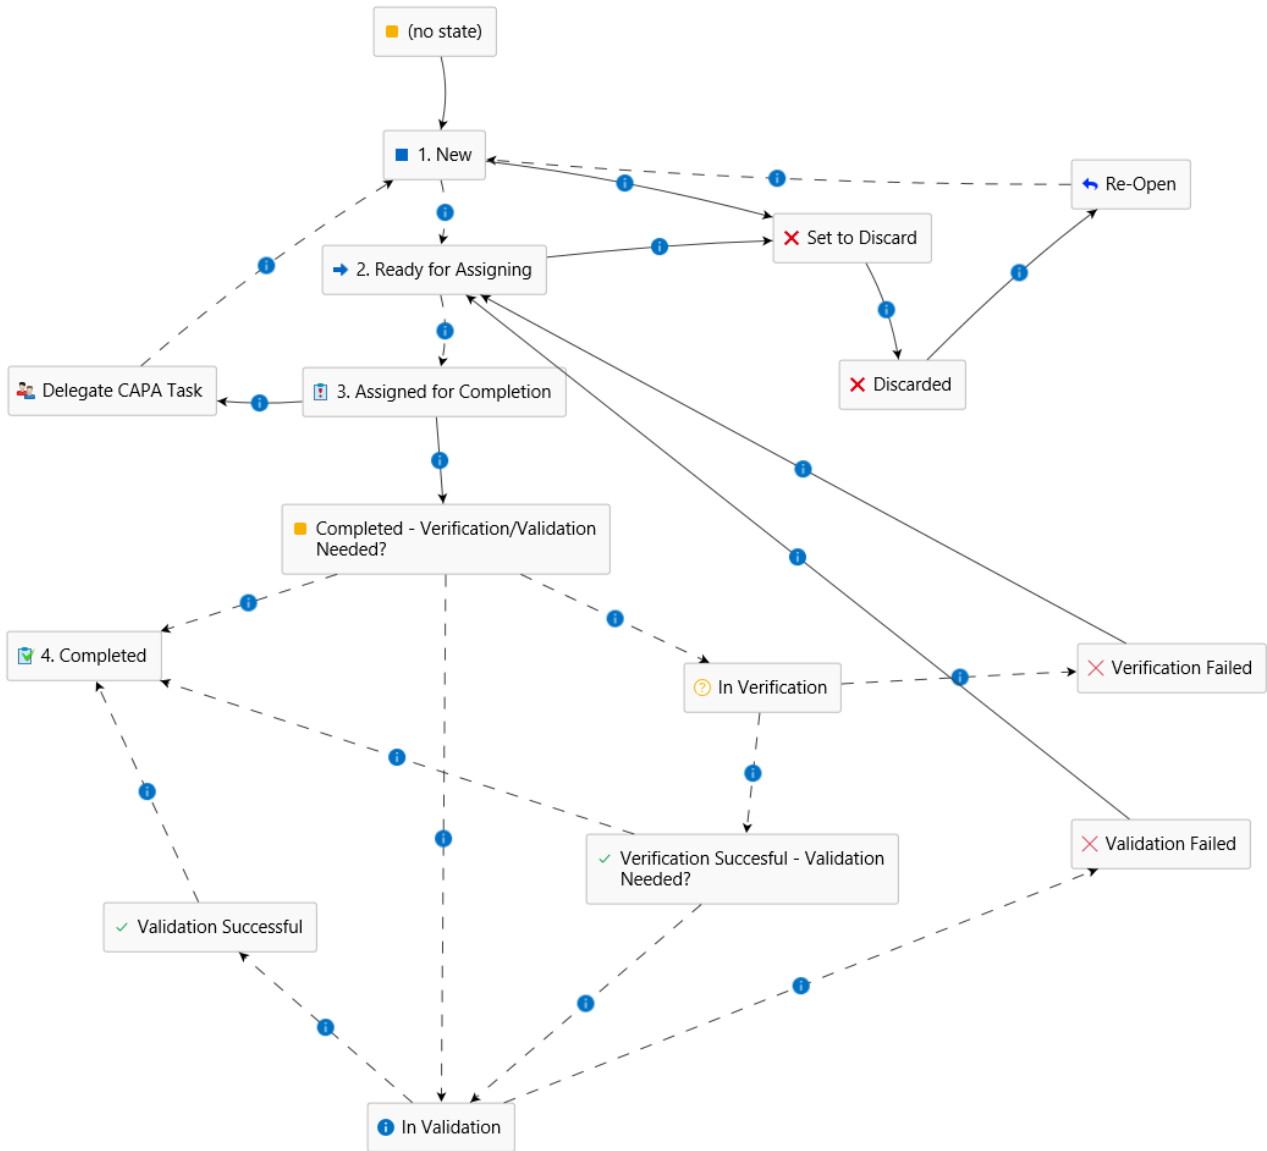 (no state)
1. New
Re-Open
Set to Discard
2. Ready for Assigning
Discarded
Delegate CAPA Task
3. Assigned for Completion
Completed - Verification/Validation
Needed?
4. Completed
Verification Failed
In Verification
Validation Failed
Verification Succesful - Validation
Needed?
Validation Successful
In Validation